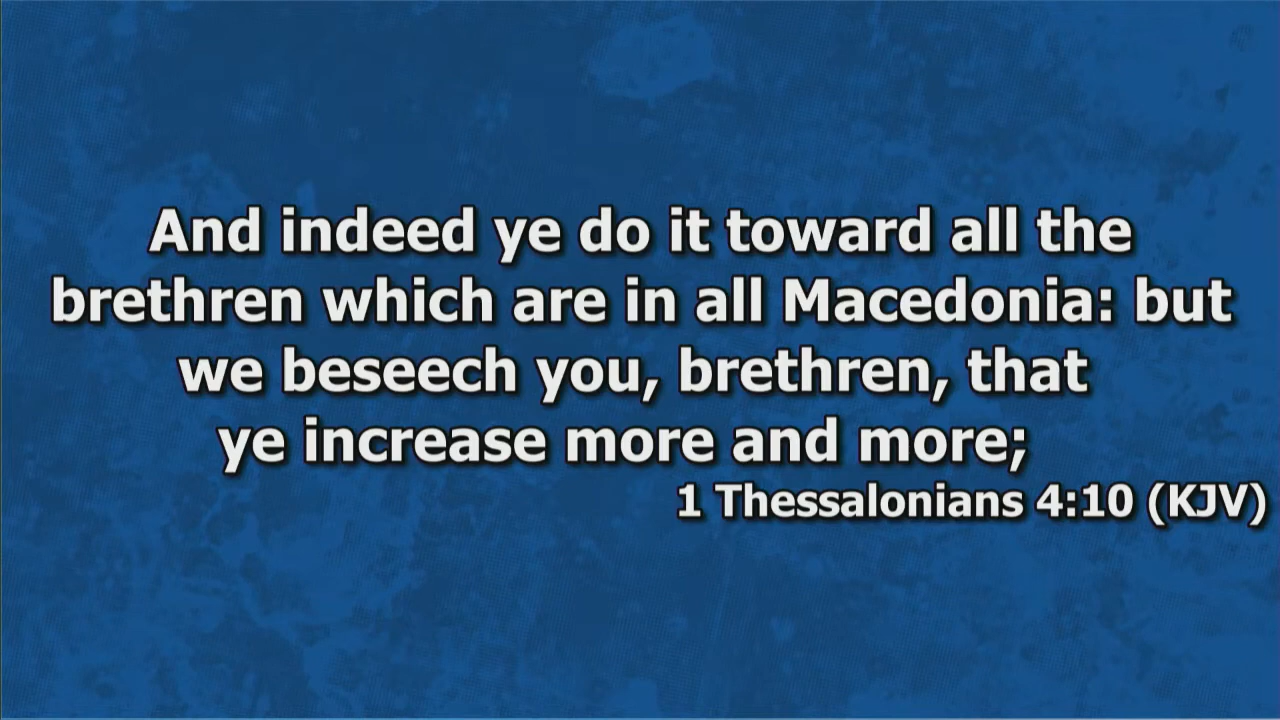 And indeed ye do it toward all the
brethren which are in all Macedonia: but
we beseech you, brethren, that
ye increase more and more;
1 Thessalonians 4:10 (KJV)